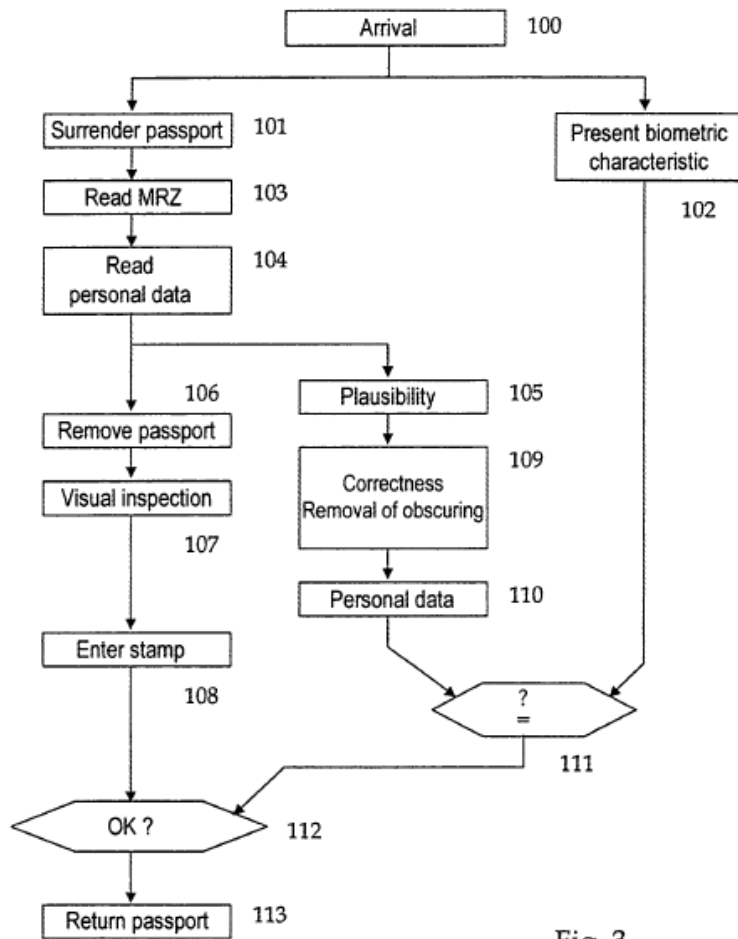 Arrival
100
Surrender passport
101
Present biometric
characteristic
102
Read MRZ
103
Read
personal data
104
106
Plausibility
105
Remove passport
109
Correctness
Removal of obscuring
Visual inspection
107
Personal data
110
Enter stamp
108
?
=
111
OK ?
112
Return passport
113